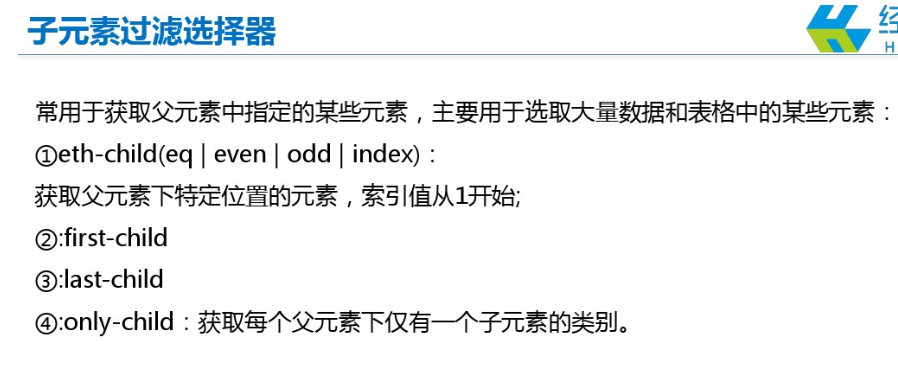 子元素过滤选择器
经
H
常用于获取父元素中指定的某些元素，主要用于选取大量数据和表格中的某些元素：
①eth-child(eq | even | odd | index)：
获取父元素下特定位置的元素，索引值从1开始;
②:first-child
③:last-child
④:only-child：获取每个父元素下仅有一个子元素的类别。